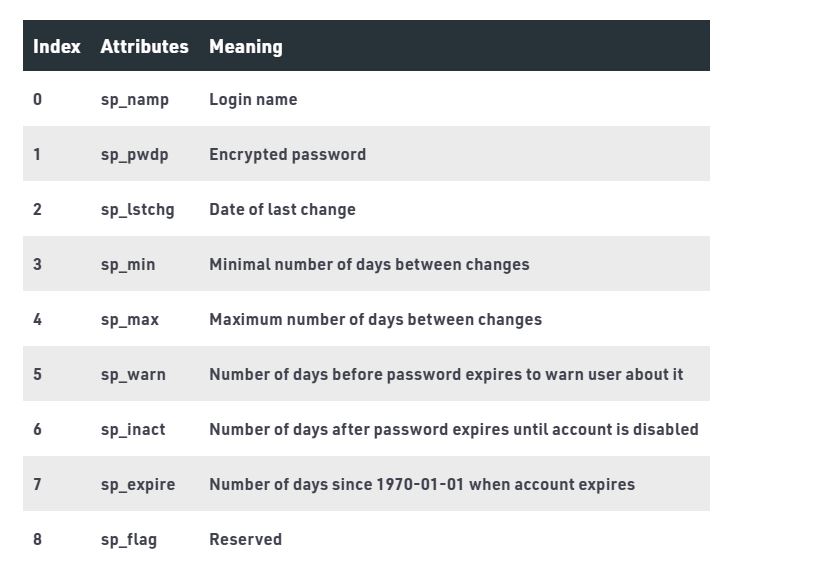 Index Attributes Meaning
0 sp_namp Login name
1 sp_pwdp Encrypted password
2 sp_lstchg Date of last change
3 sp_min Minimal number of days between changes
4 sp_max Maximum number of days between changes
5 sp_warn Number of days before password expires to warn user about it
6 sp_inact Number of days after password expires until account is disabled
7 sp_expire Number of days since 1970-01-01 when account expires
8 sp_flag Reserved